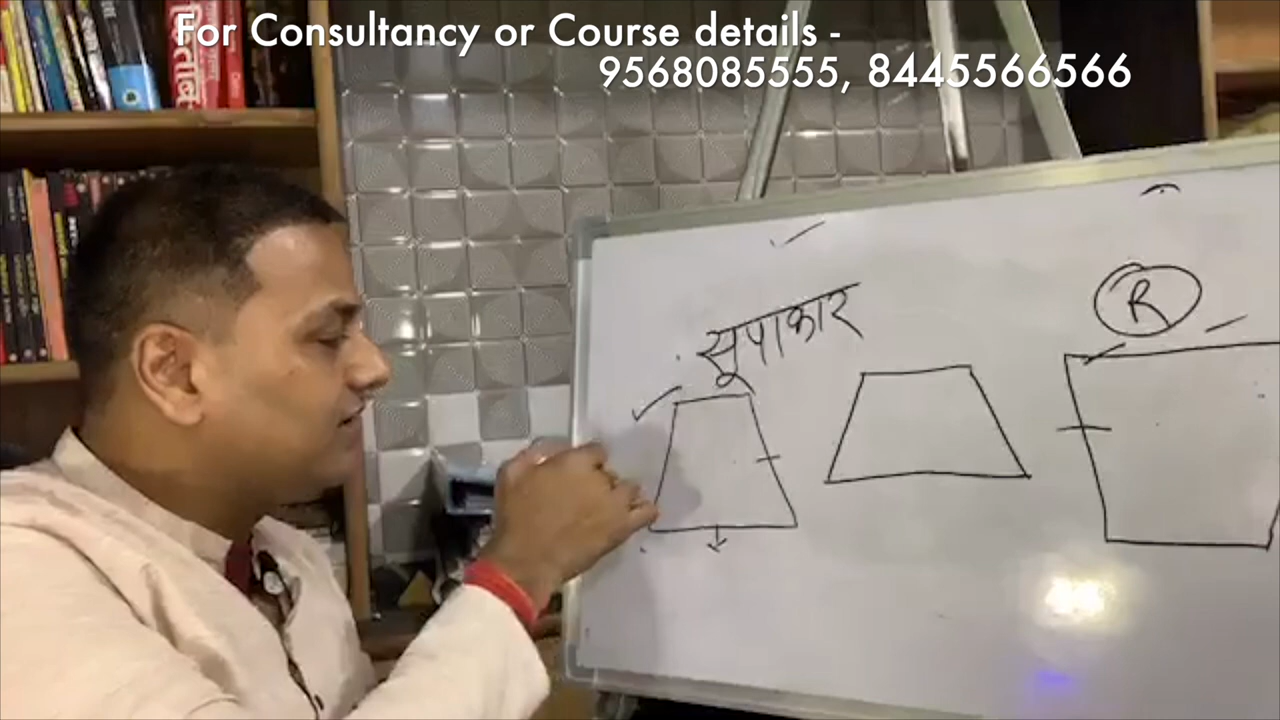 For Consultancy or Course details -
9568085555, 8445566566
सूपाकार
R